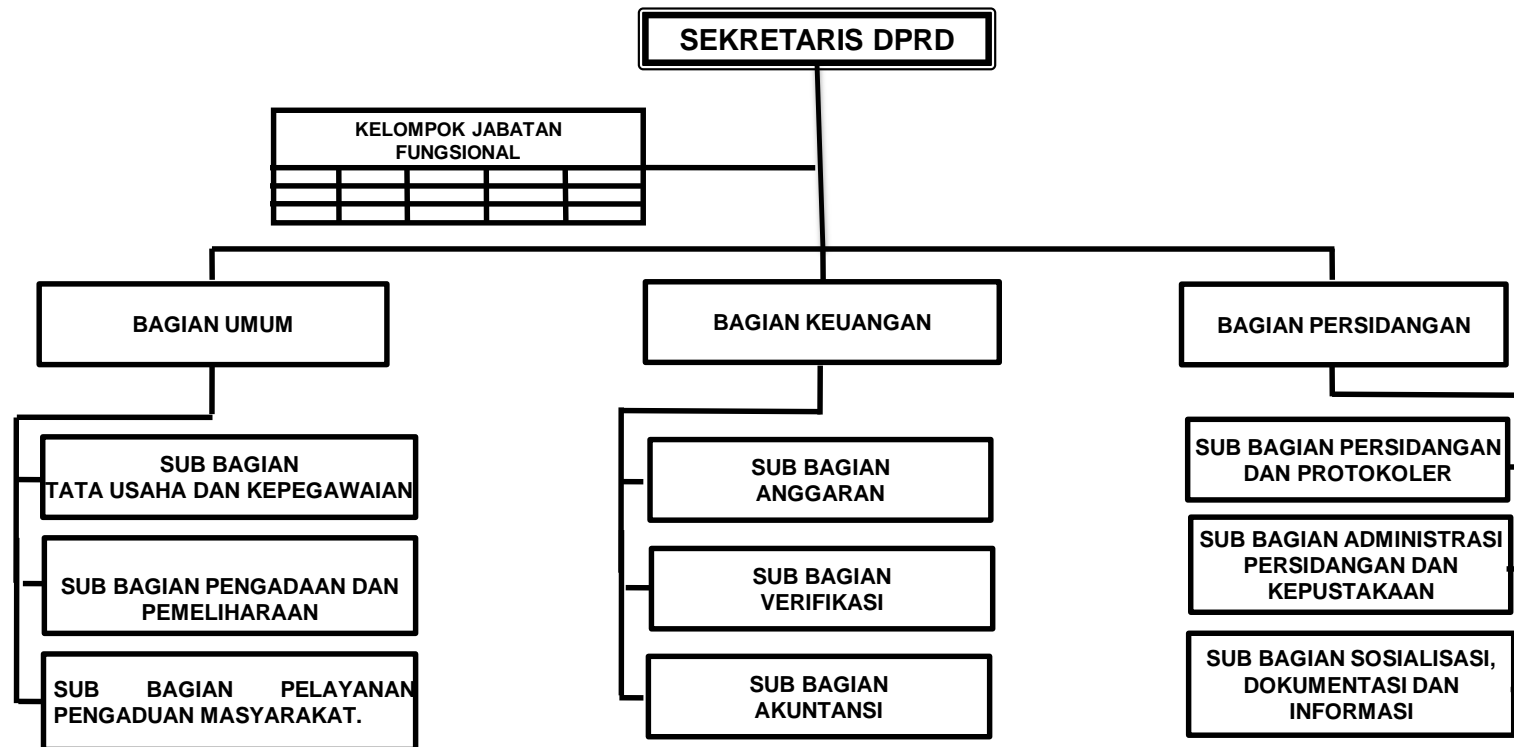 SEKRETARIS DPRD
KELOMPOK JABATAN
FUNGSIONAL
BAGIAN UMUM
BAGIAN KEUANGAN
BAGIAN PERSIDANGAN
SUB BAGIAN
TATA USAHA DAN KEPEGAWAIAN
SUB BAGIAN PENGADAAN DAN
PEMELIHARAAN
SUB BAGIAN PELAYANAN
PENGADUAN MASYARAKAT.
SUB BAGIAN
ANGGARAN
SUB BAGIAN
VERIFIKASI
SUB BAGIAN
AKUNTANSI
SUB BAGIAN PERSIDANGAN
DAN PROTOKOLER
SUB BAGIAN ADMINISTRASI
PERSIDANGAN DAN
KEPUSTAKAAN
SUB BAGIAN SOSIALISASI,
DOKUMENTASI DAN
INFORMASI